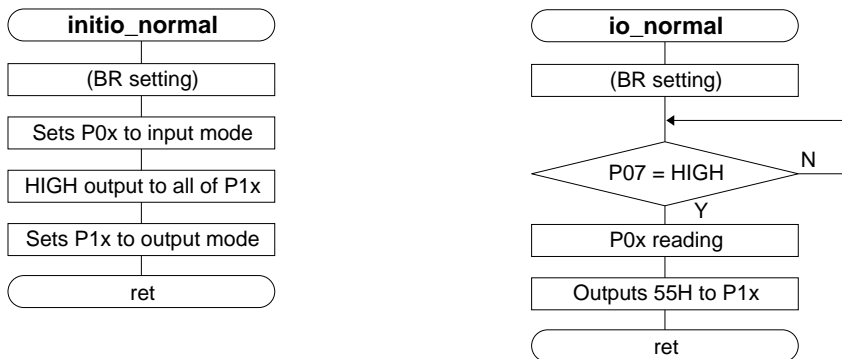 initio_normal
(BR setting)
Sets P0x to input mode
HIGH output to all of P1x
Sets P1x to output mode
ret
io_normal
(BR setting)
P07 = HIGH
N
Y
P0x reading
Outputs 55H to P1x
ret